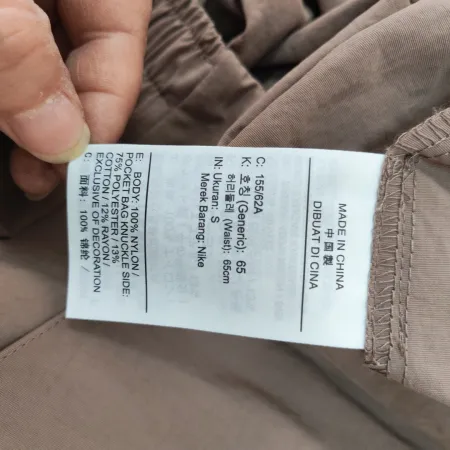 MADE IN CHINA
中国製
DIBUAT DI CINA
C: 155/62A
K: 호칭 (Generic): 65
허리둘레 (Waist): 65cm
IN: Ukuran: S
Merek Barang: Nike
E: BODY: 100% NYLON /
POCKET BAG KNUCKLE SIDE:
75% POLYESTER / 13%
COTTON / 12% RAYON /
EXCLUSIVE OF DECORATION
C: 面料: 100% 锦纶 /